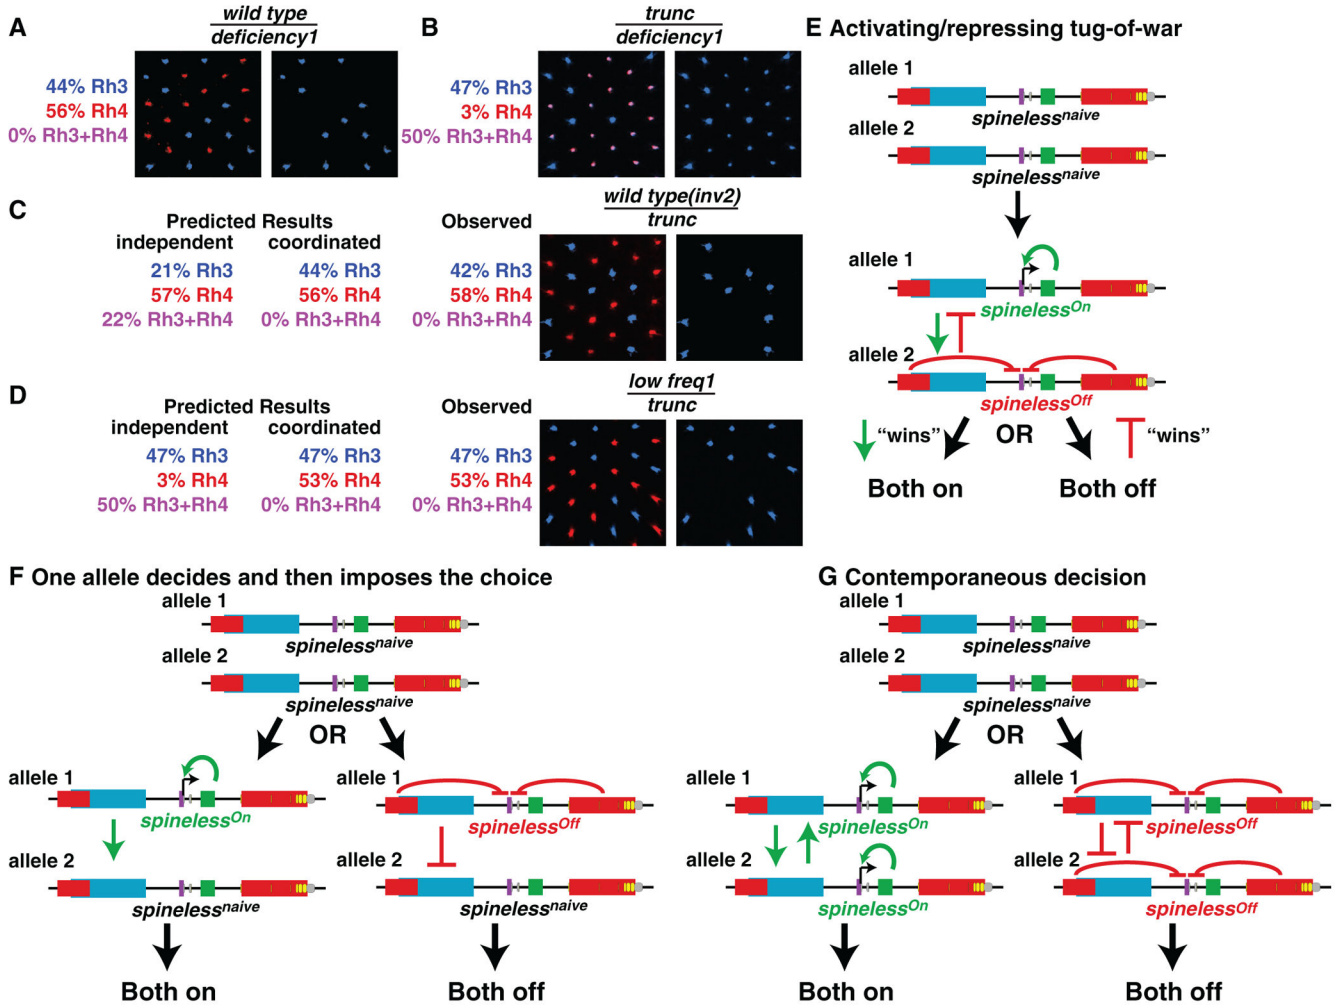 A
wild type
deficiency1
44% Rh3
56% Rh4
0% Rh3+Rh4
B
trunc
deficiency1
47% Rh3
3% Rh4
50% Rh3+Rh4
C
Predicted Results
independent coordinated
21% Rh3 44% Rh3
57% Rh4 56% Rh4
22% Rh3+Rh4 0% Rh3+Rh4
Observed
42% Rh3
58% Rh4
0% Rh3+Rh4
wild type(inv2)
trunc
D
Predicted Results
independent coordinated
47% Rh3 47% Rh3
3% Rh4 53% Rh4
50% Rh3+Rh4 0% Rh3+Rh4
Observed
47% Rh3
53% Rh4
0% Rh3+Rh4
low freq1
trunc
E Activating/repressing tug-of-war
allele 1
spineless^naive
allele 2
spineless^naive
allele 1
spineless^On
allele 2
spineless^Off
"wins" OR "wins"
Both on Both off
F One allele decides and then imposes the choice
allele 1
spineless^naive
allele 2
spineless^naive
OR
allele 1
spineless^On
allele 2
spineless^naive
Both on
allele 1
spineless^Off
allele 2
spineless^naive
Both off
G Contemporaneous decision
allele 1
spineless^naive
allele 2
spineless^naive
OR
allele 1
spineless^On
allele 2
spineless^On
Both on
allele 1
spineless^Off
allele 2
spineless^Off
Both off